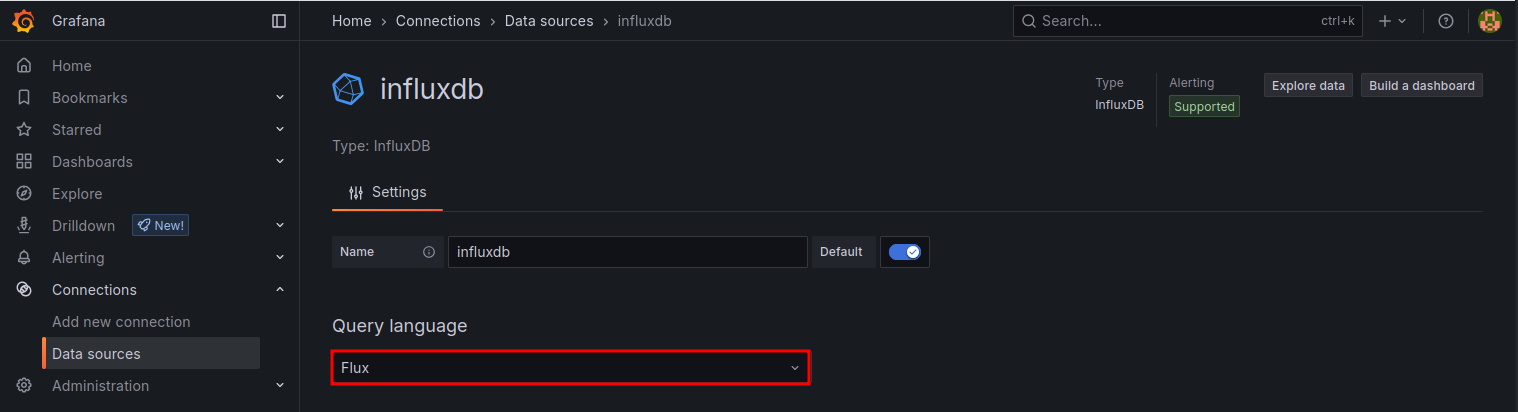 Grafana
Home > Connections > Data sources > influxdb
Search... ctrl+k
Home
Bookmarks
Starred
Dashboards
Explore
Drilldown New!
Alerting
Connections
Add new connection
Data sources
Administration
influxdb
Type
InfluxDB
Alerting
Supported
Explore data
Build a dashboard
Type: InfluxDB
Settings
Name influxdb Default
Query language
Flux